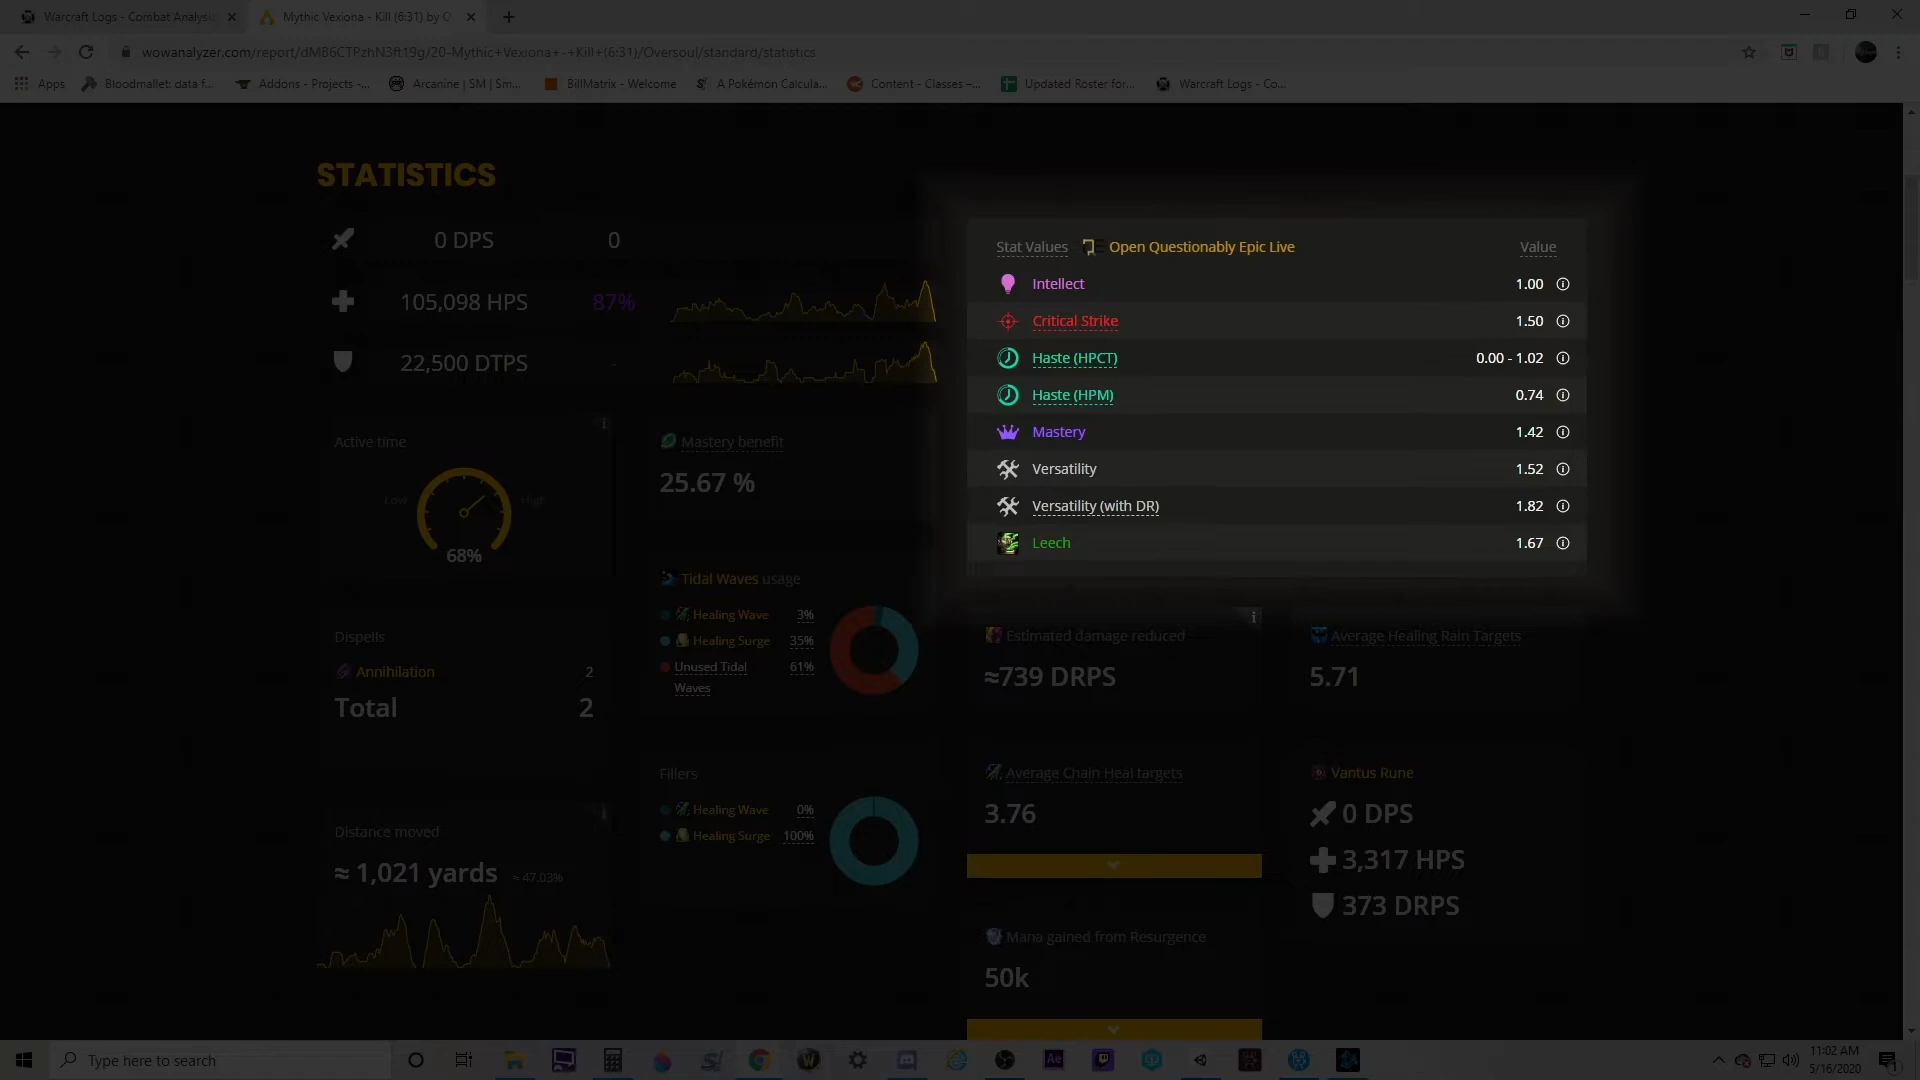 Warcraft Logs - Combat Analysis
Mythic Vexiona - Kill (6:31) by O
wowanalyzer.com/report/dMB6CTPzhN3ft19g/20-Mythic+Vexiona+-+Kill+(6:31)/Oversoul/standard/statistics
Apps
Bloodmallet: data f...
Addons - Projects -...
Arcanine | SM | Sm...
BillMatrix - Welcome
A Pokémon Calcula...
Content - Classes –...
Updated Roster for...
Warcraft Logs - Co...
STATISTICS
0 DPS 0
105,098 HPS 87%
22,500 DTPS -
Stat Values Open Questionably Epic Live Value
Intellect 1.00
Critical Strike 1.50
Haste (HPCT) 0.00 - 1.02
Haste (HPM) 0.74
Mastery 1.42
Versatility 1.52
Versatility (with DR) 1.82
Leech 1.67
Active time
Low High
68%
Mastery benefit
25.67 %
Tidal Waves usage
Healing Wave 3%
Healing Surge 35%
Unused Tidal Waves 61%
Dispells
Annihilation 2
Total 2
Estimated damage reduced
≈739 DRPS
Average Healing Rain Targets
5.71
Fillers
Healing Wave 0%
Healing Surge 100%
Average Chain Heal targets
3.76
Vantus Rune
0 DPS
3,317 HPS
373 DRPS
Distance moved
≈ 1,021 yards ≈ 47.03%
Mana gained from Resurgence
50k
Type here to search
11:02 AM
5/16/2020